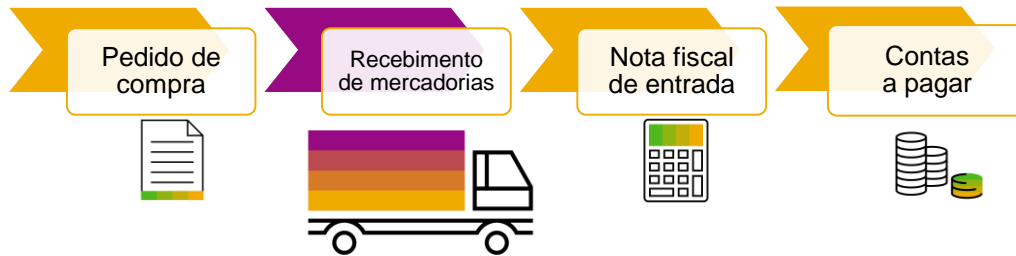 Pedido de
compra
Recebimento
de mercadorias
Nota fiscal
de entrada
Contas
a pagar